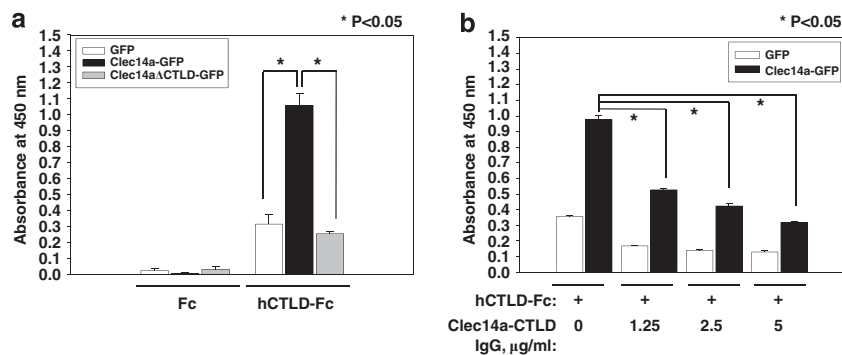 a
* P<0.05
Absorbance at 450 nm
1.5
1.4
1.3
1.2
1.1
1.0
0.9
0.8
0.7
0.6
0.5
0.4
0.3
0.2
0.1
0.0
GFP
Clec14a-GFP
Clec14aΔCTLD-GFP
* *
Fc hCTLD-Fc
b
* P<0.05
Absorbance at 450 nm
1.5
1.4
1.3
1.2
1.1
1.0
0.9
0.8
0.7
0.6
0.5
0.4
0.3
0.2
0.1
0.0
GFP
Clec14a-GFP
* * *
hCTLD-Fc: + + + +
Clec14a-CTLD 0 1.25 2.5 5
IgG, μg/ml: